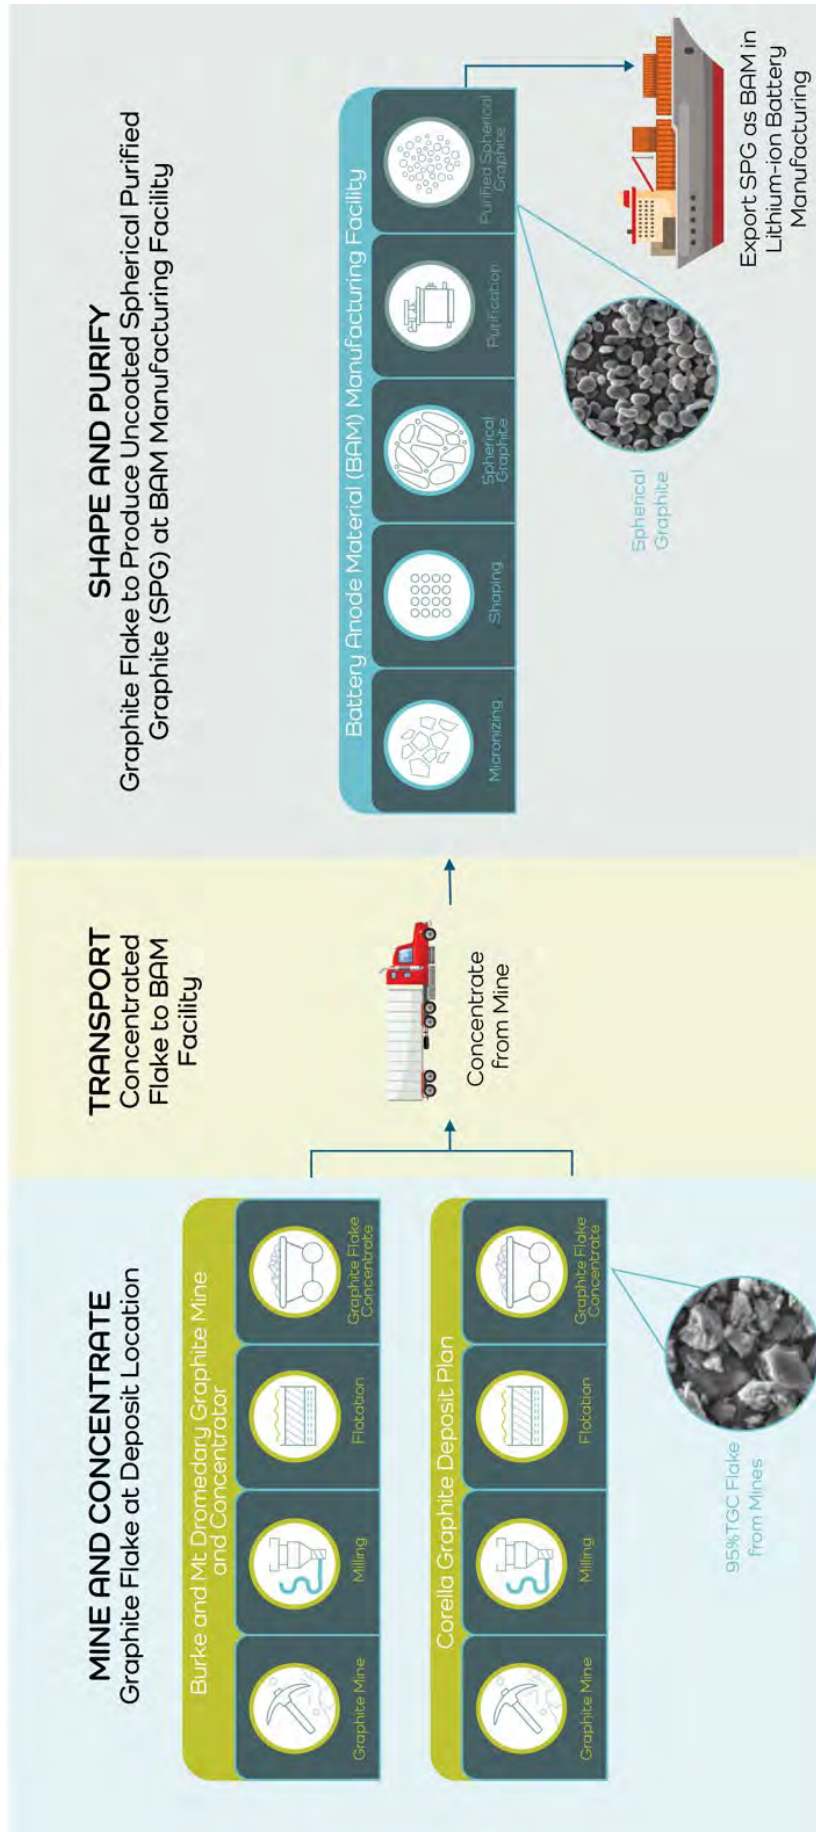 MINE AND CONCENTRATE
Graphite Flake at Deposit Location
Burke and Mt Dromedary Graphite Mine
and Concentrator
Graphite Mine
Milling
Flotation
Graphite Flake
Concentrate
Corella Graphite Deposit Plan
Graphite Mine
Milling
Flotation
Graphite Flake
Concentrate
95%TGC Flake
from Mines
TRANSPORT
Concentrated
Flake to BAM
Facility
Concentrate
from Mine
SHAPE AND PURIFY
Graphite Flake to Produce Uncoated Spherical Purified
Graphite (SPG) at BAM Manufacturing Facility
Battery Anode Material (BAM) Manufacturing Facility
Micronizing
Shaping
Spherical
Graphite
Purification
Purified Spherical
Graphite
Spherical
Graphite
Export SPG as BAM in
Lithium-ion Battery
Manufacturing